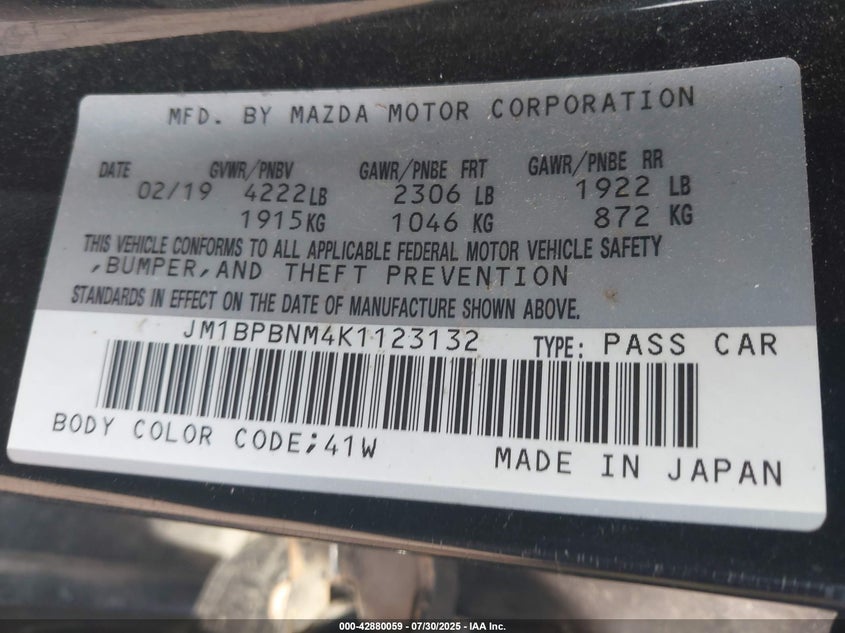 MFD. BY MAZDA MOTOR CORPORATION
DATE GVWR/PNBV GAWR/PNBE FRT GAWR/PNBE RR
02/19 4222LB 2306 LB 1922 LB
1915KG 1046 KG 872 KG
THIS VEHICLE CONFORMS TO ALL APPLICABLE FEDERAL MOTOR VEHICLE SAFETY
,BUMPER,AND THEFT PREVENTION
STANDARDS IN EFFECT ON THE DATE OF MANUFACTURE SHOWN ABOVE.
JM1BPBNM4K1123132 TYPE: PASS CAR
BODY COLOR CODE;41W
MADE IN JAPAN
000-42880059 - 07/30/2025 - IAA Inc.